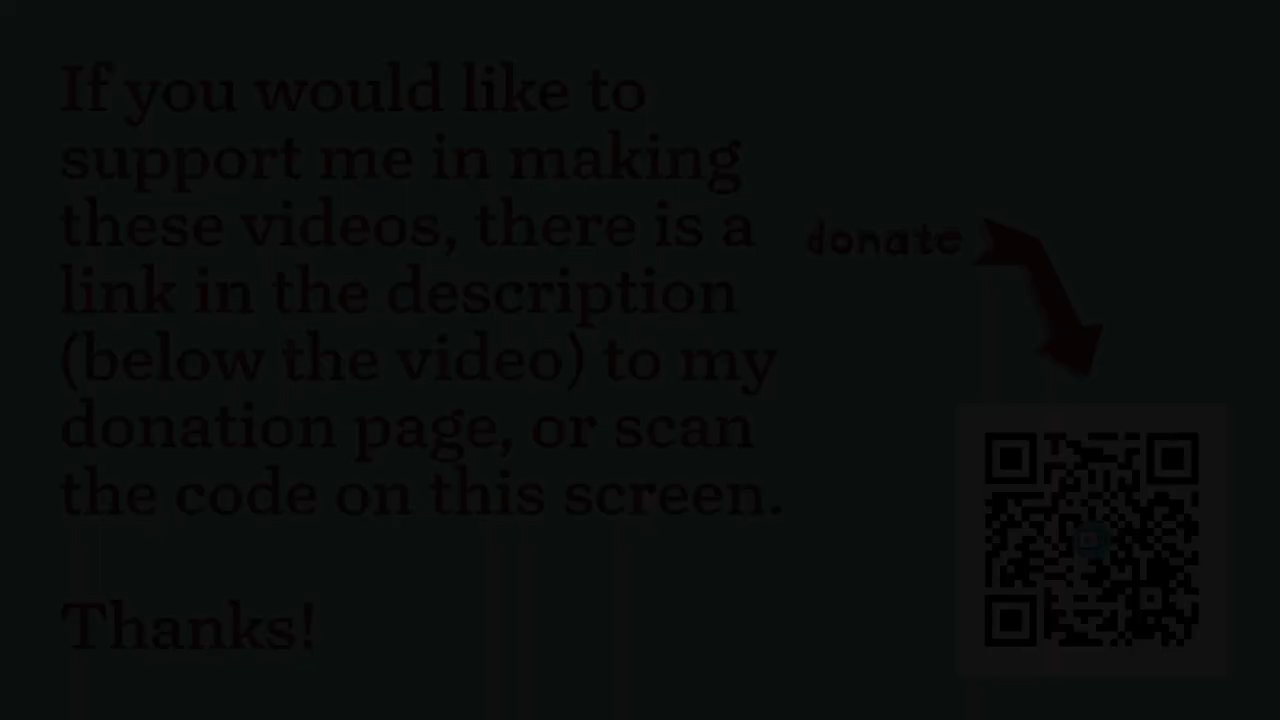 If you would like to
support me in making
these videos, there is a
link in the description
(below the video) to my
donation page, or scan
the code on this screen.
Thanks!
donate